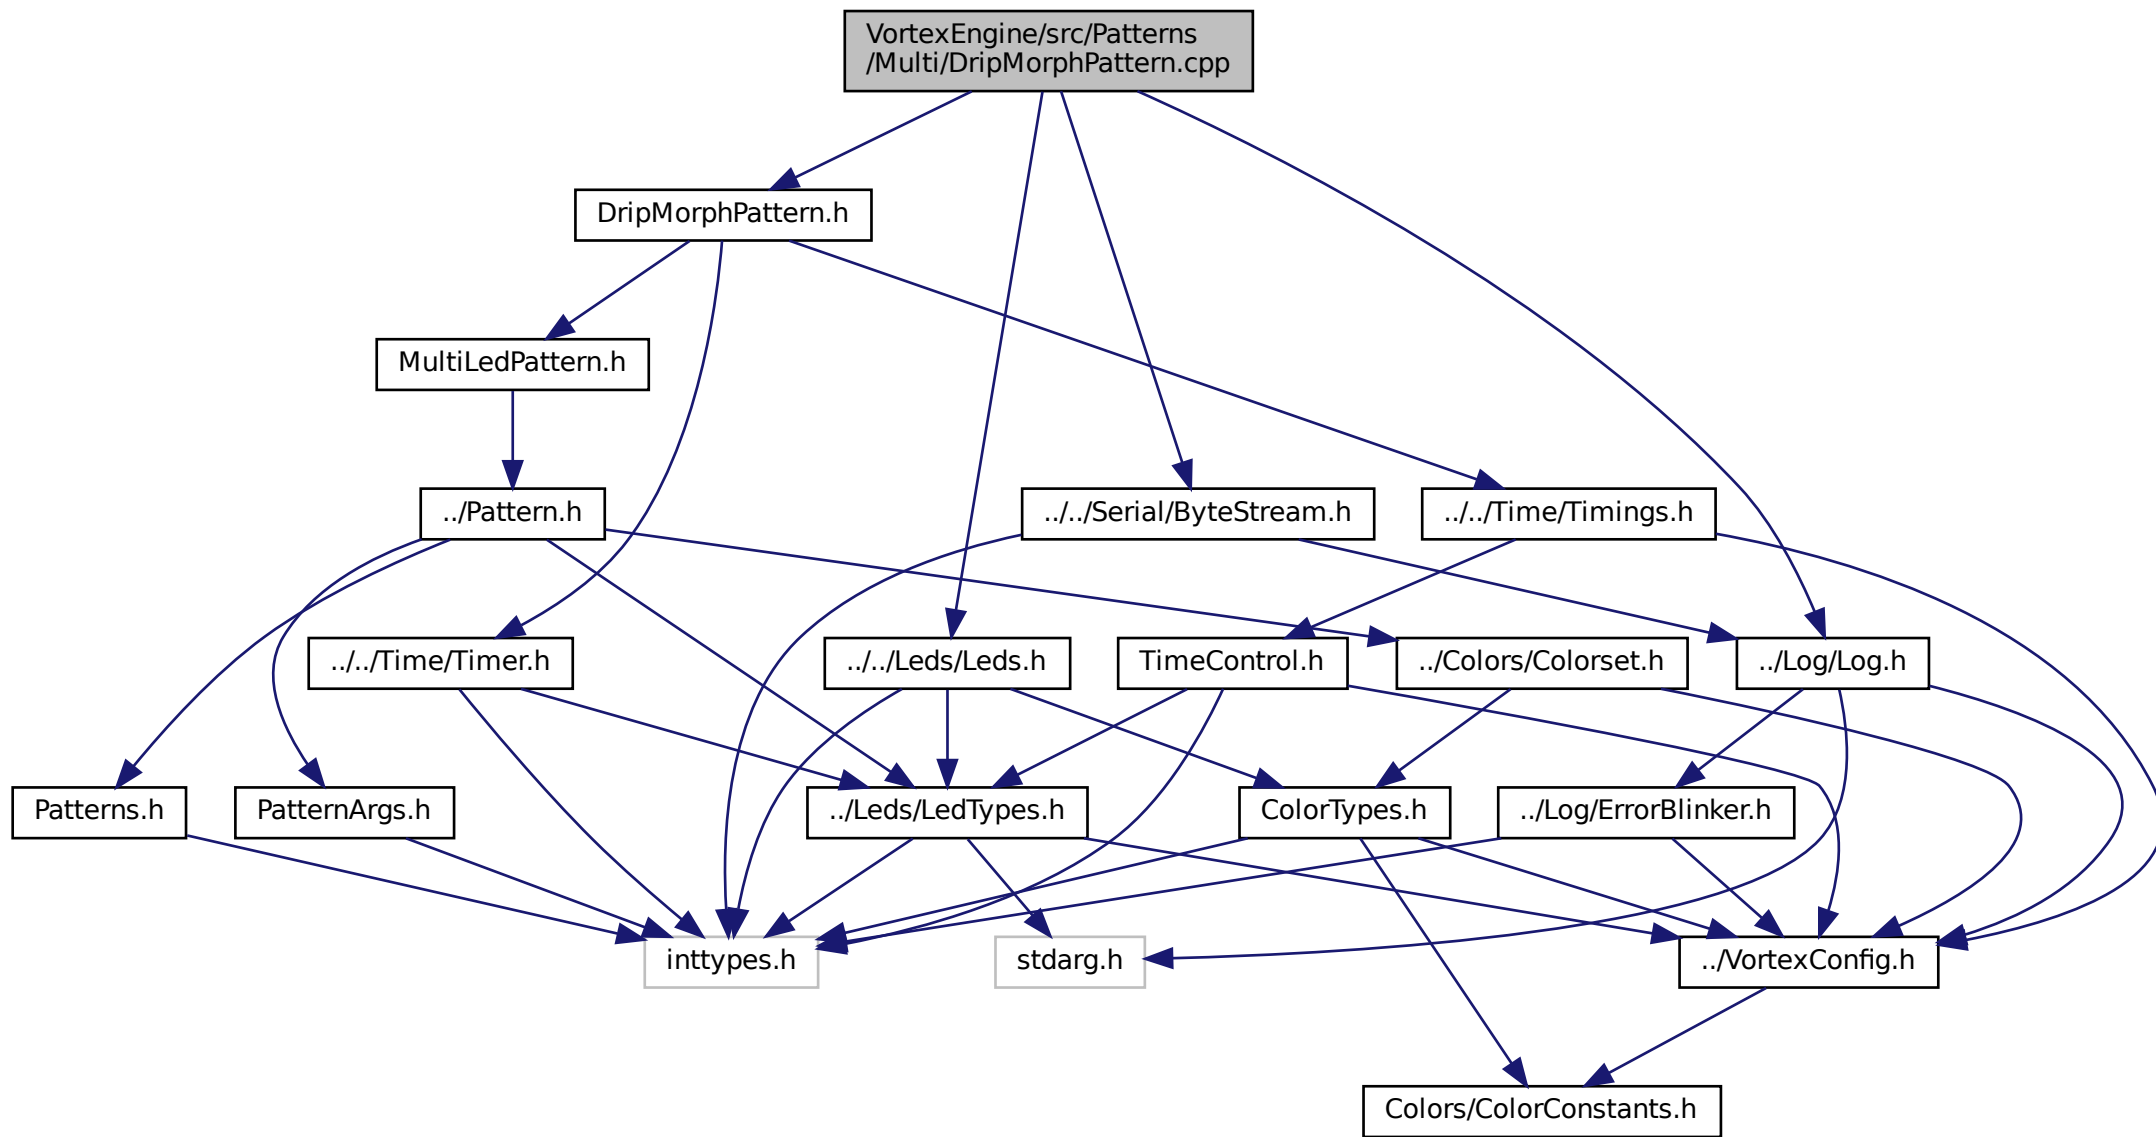 VortexEngine/src/Patterns
/Multi/DripMorphPattern.cpp
DripMorphPattern.h
MultiLedPattern.h
../Pattern.h
../../Serial/ByteStream.h
../../Time/Timings.h
../../Time/Timer.h
../../Leds/Leds.h
TimeControl.h
../Colors/Colorset.h
../Log/Log.h
Patterns.h
PatternArgs.h
../Leds/LedTypes.h
ColorTypes.h
../Log/ErrorBlinker.h
inttypes.h
stdarg.h
../VortexConfig.h
Colors/ColorConstants.h